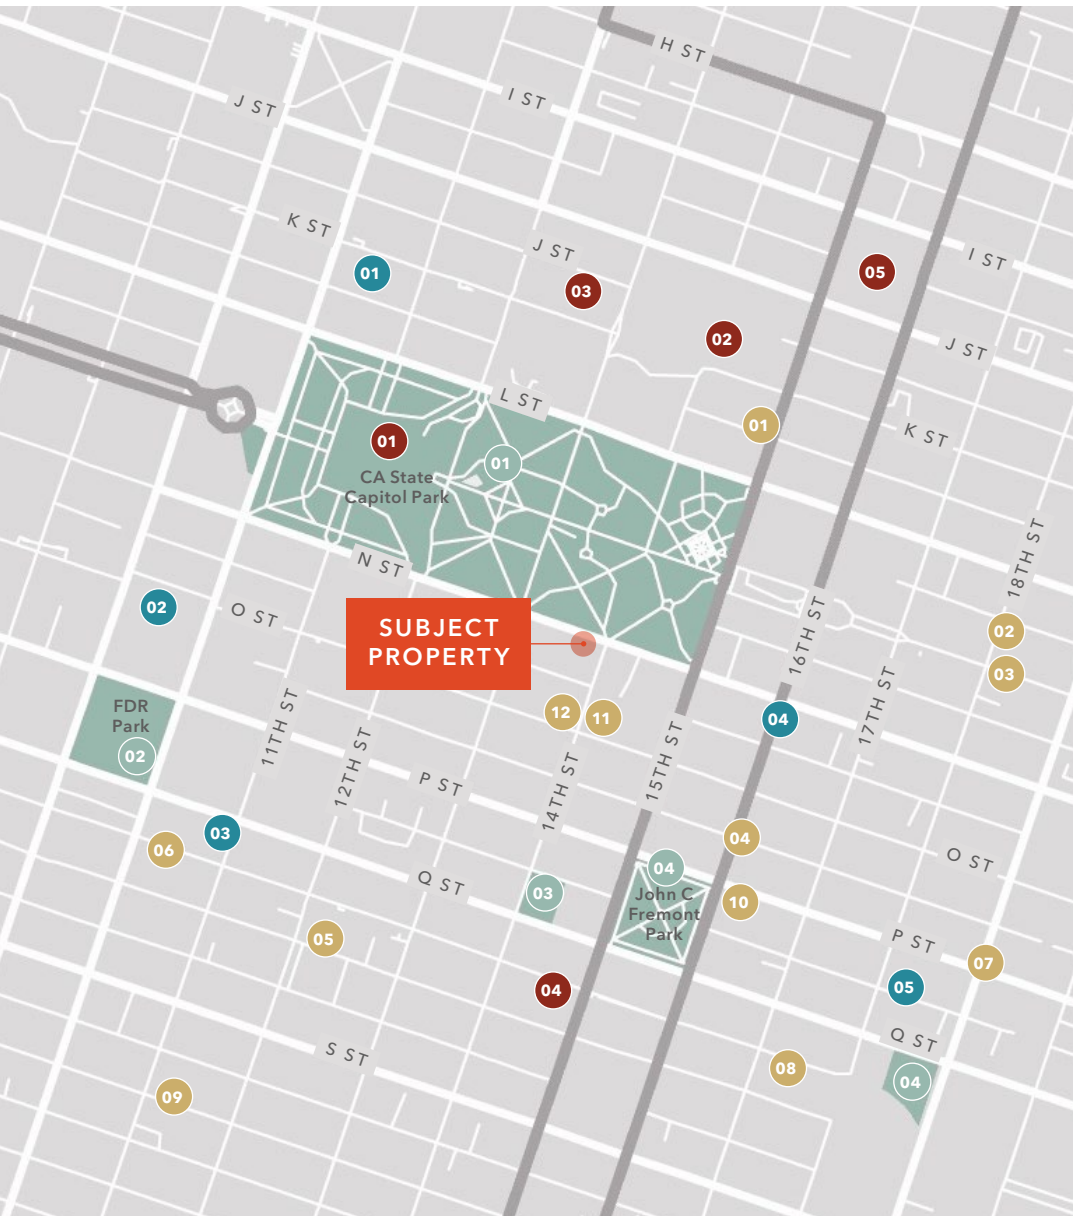 H ST
J ST
I ST
K ST
J ST
I ST
01
05
03
02
J ST
L ST
01
K ST
01
01
CA State
Capitol Park
N ST
18TH ST
02
O ST
16TH ST
02
SUBJECT
PROPERTY
03
17TH ST
FDR
Park
02
11TH ST
12
11
04
12TH ST
P ST
14TH ST
15TH ST
03
06
04
O ST
Q ST
04
John C
Fremont
Park
03
10
05
P ST
07
04
05
Q ST
S ST
08
04
09